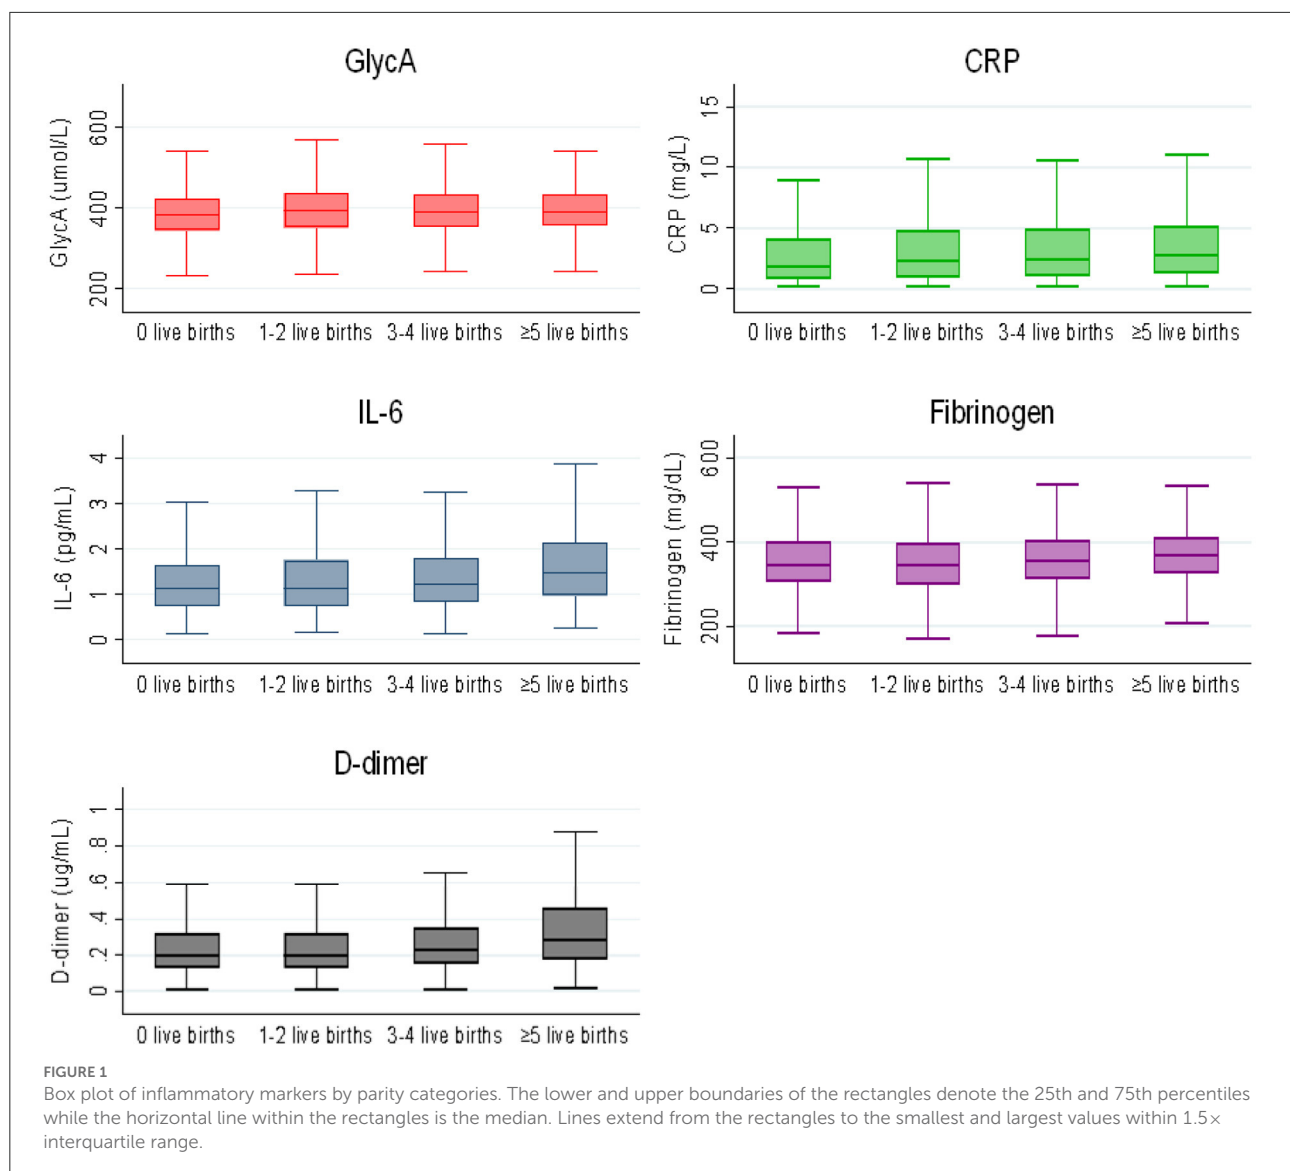 GlycA
GlycA (umol/L)
600
400
200
0 live births 1-2 live births 3-4 live births ≥5 live births
CRP
CRP (mg/L)
15
10
5
0
0 live births 1-2 live births 3-4 live births ≥5 live births
IL-6
IL-6 (pg/mL)
4
3
2
1
0
0 live births 1-2 live births 3-4 live births ≥5 live births
Fibrinogen
Fibrinogen (mg/dL)
600
400
200
0 live births 1-2 live births 3-4 live births ≥5 live births
D-dimer
D-dimer (ug/mL)
1
.8
.6
.4
.2
0
0 live births 1-2 live births 3-4 live births ≥5 live births
FIGURE 1
Box plot of inflammatory markers by parity categories. The lower and upper boundaries of the rectangles denote the 25th and 75th percentiles
while the horizontal line within the rectangles is the median. Lines extend from the rectangles to the smallest and largest values within 1.5×
interquartile range.